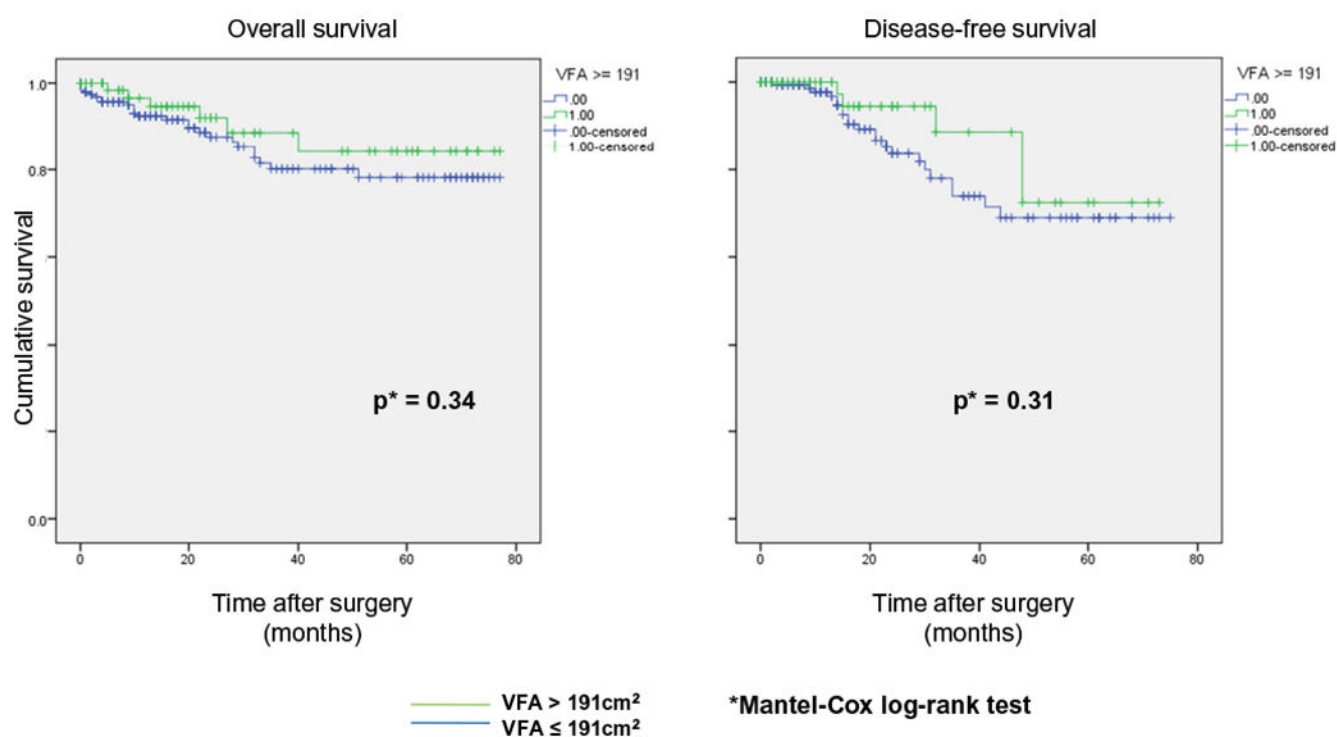 Overall survival
Cumulative survival
1.0
0.8
0.0
0 20 40 60 80
p* = 0.34
VFA >= 191
.00
1.00
.00-censored
1.00-censored
Time after surgery
(months)
Disease-free survival
0 20 40 60 80
p* = 0.31
VFA >= 191
.00
1.00
.00-censored
1.00-censored
Time after surgery
(months)
VFA > 191cm²
VFA ≤ 191cm²
*Mantel-Cox log-rank test